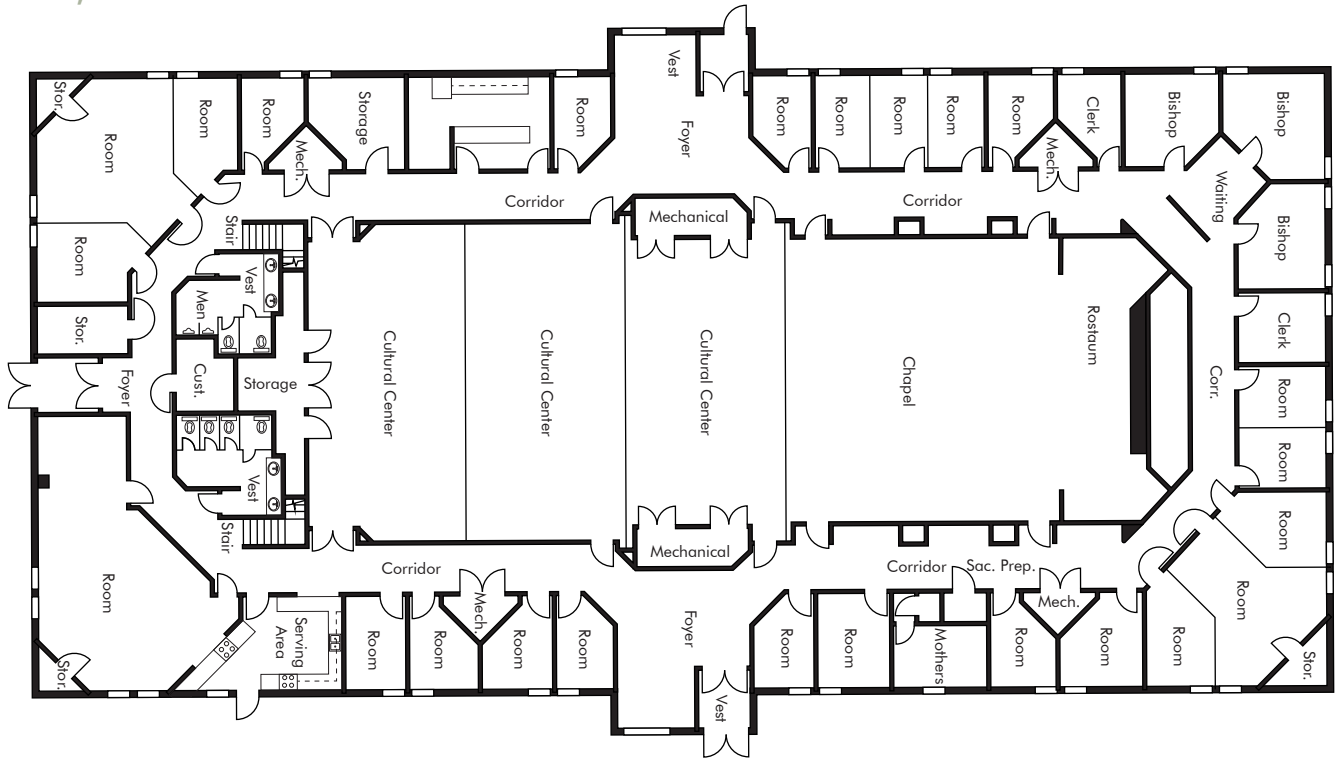 Vest
Stor.
Room
Room
Room
Storage
Room
Foyer
Room
Room
Room
Room
Room
Clerk
Bishop
Bishop
Mech.
Mech.
Corridor
Corridor
Waiting
Stair
Mechanical
Room
Vest
Bishop
Men
Stor.
Cultural Center
Cultural Center
Cultural Center
Chapel
Rostaum
Clerk
Foyer
Cust.
Storage
Corr.
Room
Room
Vest
Stair
Mechanical
Room
Corridor
Corridor
Sac. Prep.
Room
Mech.
Mech.
Room
Serving
Area
Room
Room
Room
Room
Foyer
Room
Room
Mothers
Room
Room
Room
Stor.
Stor.
Vest